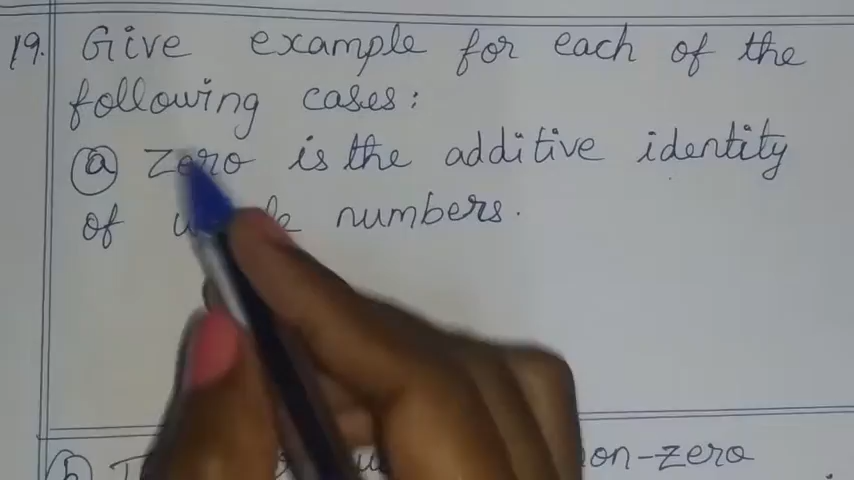 19. Give example for each of the
following cases:
(a) Zero is the additive identity
of numbers.
(b) non-zero